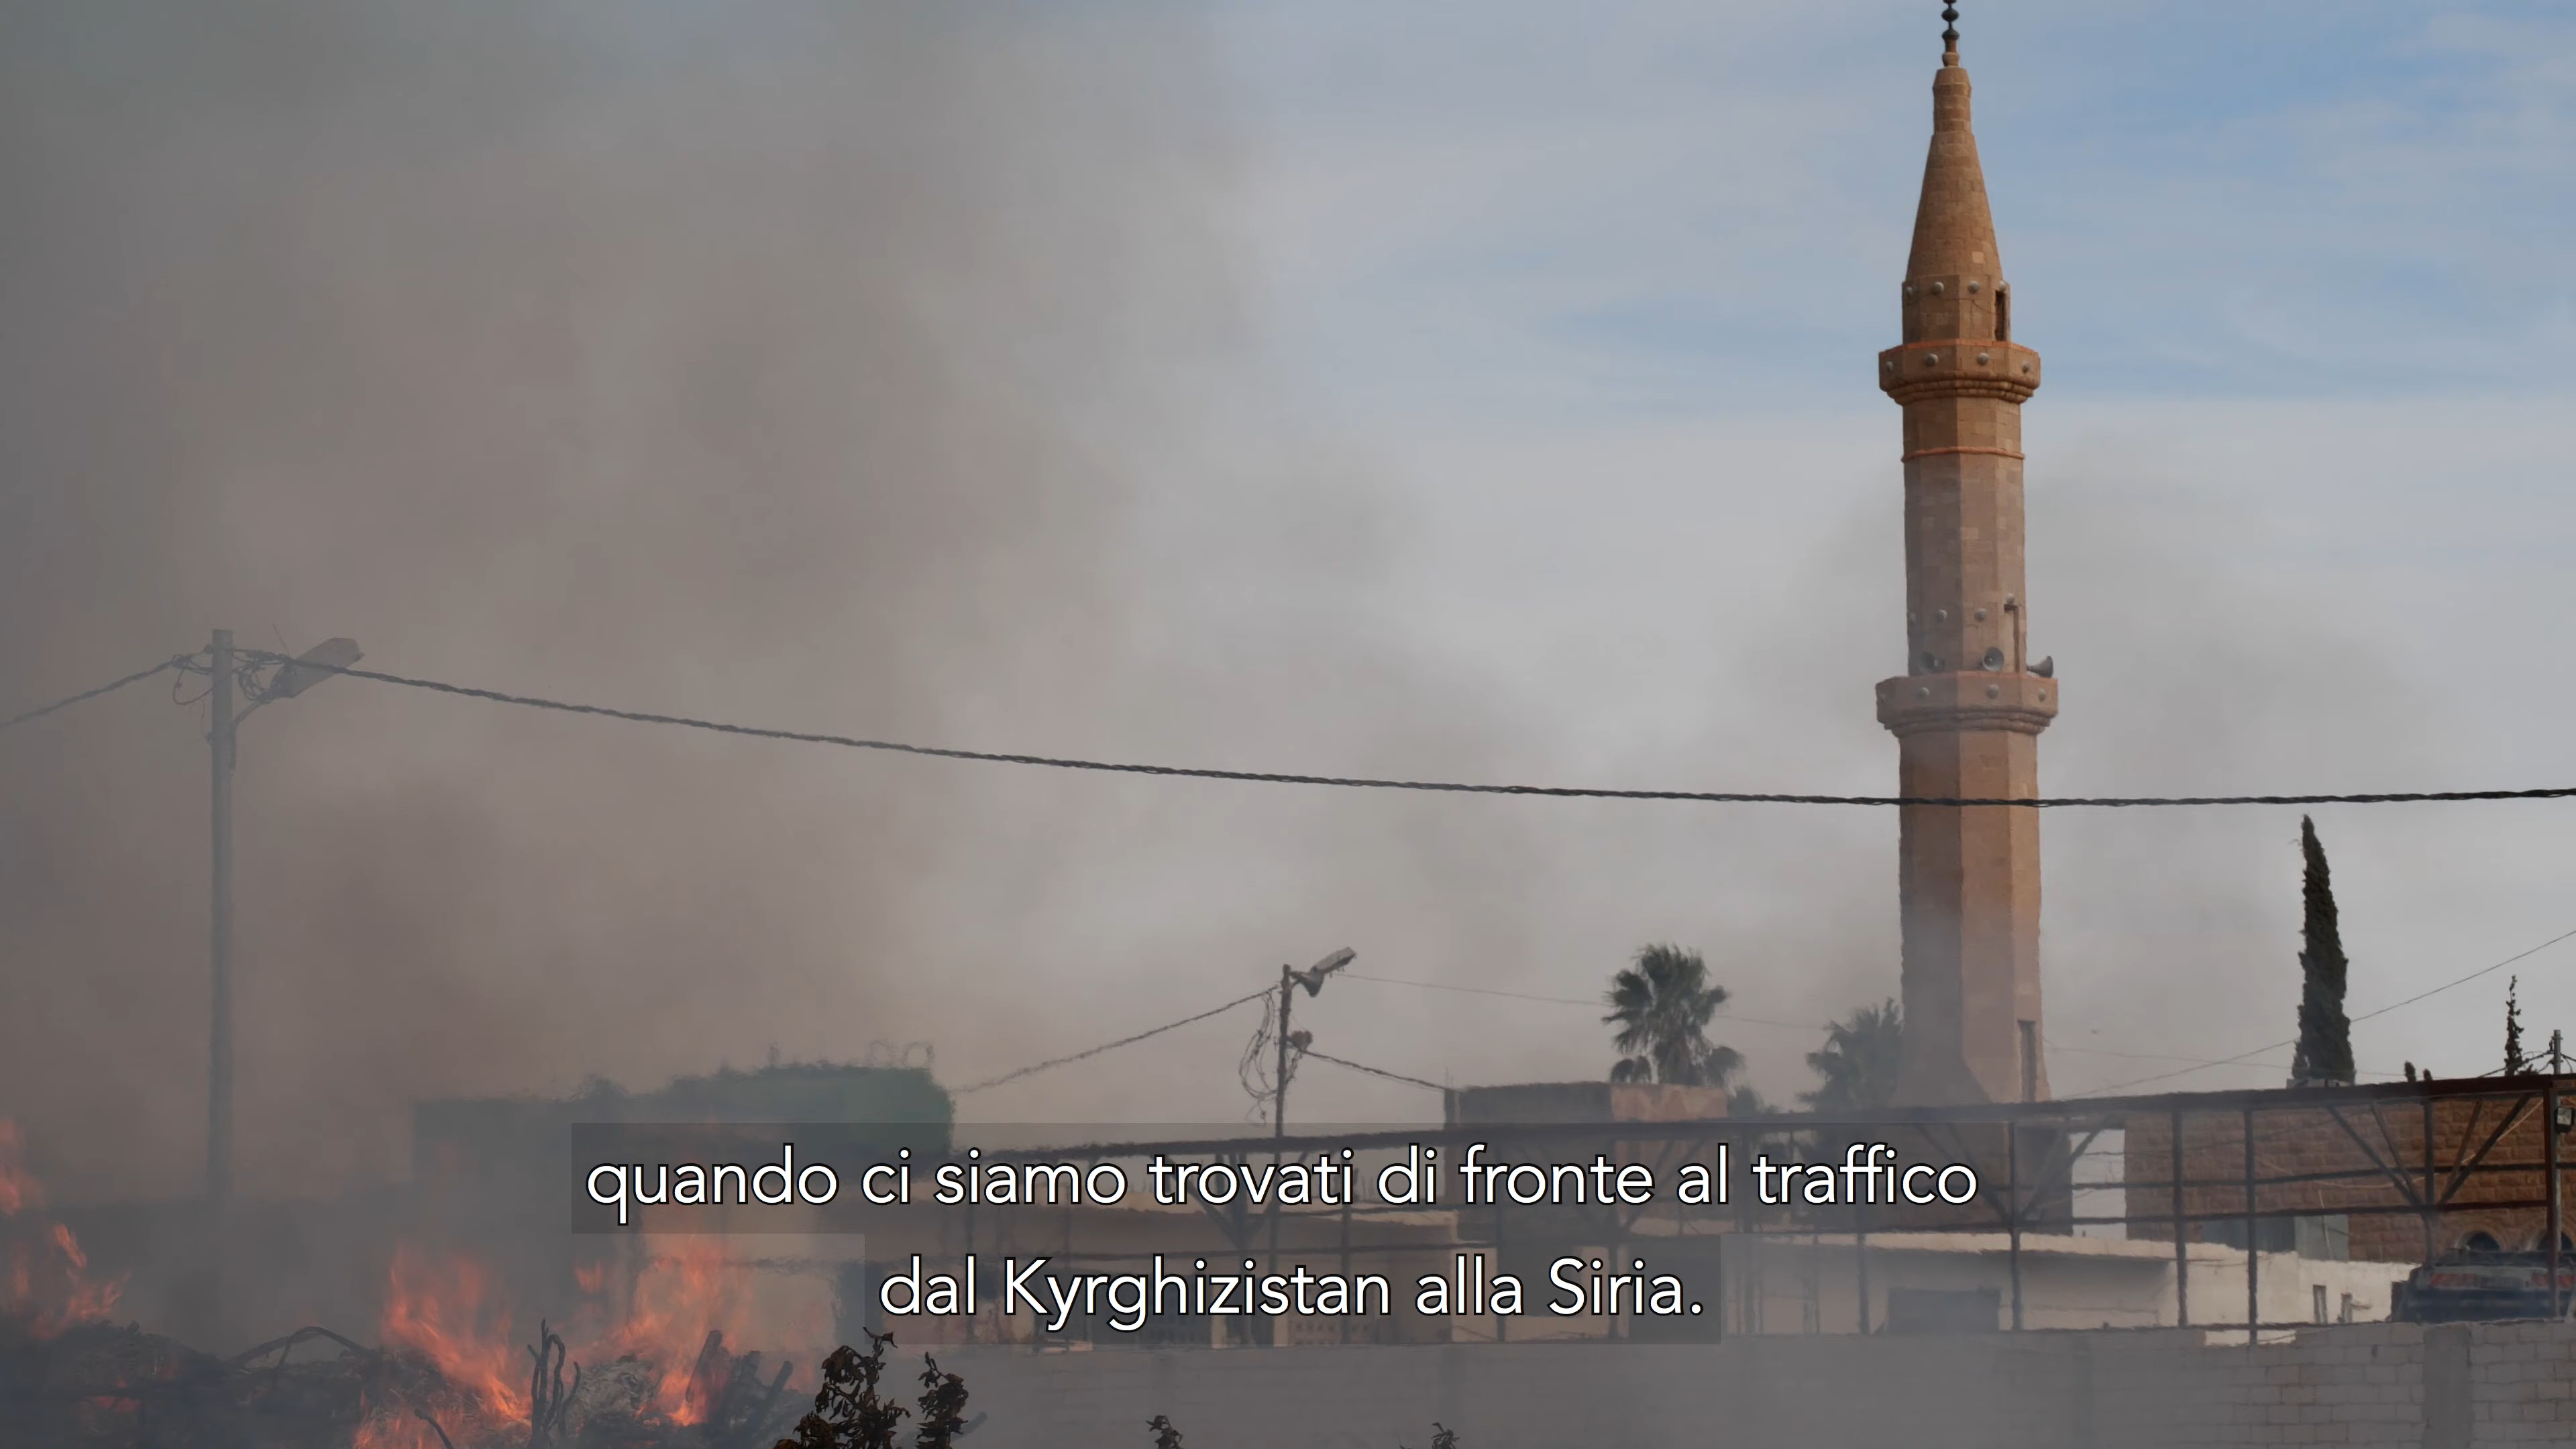 quando ci siamo trovati di fronte al traffico
dal Kyrghizistan alla Siria.